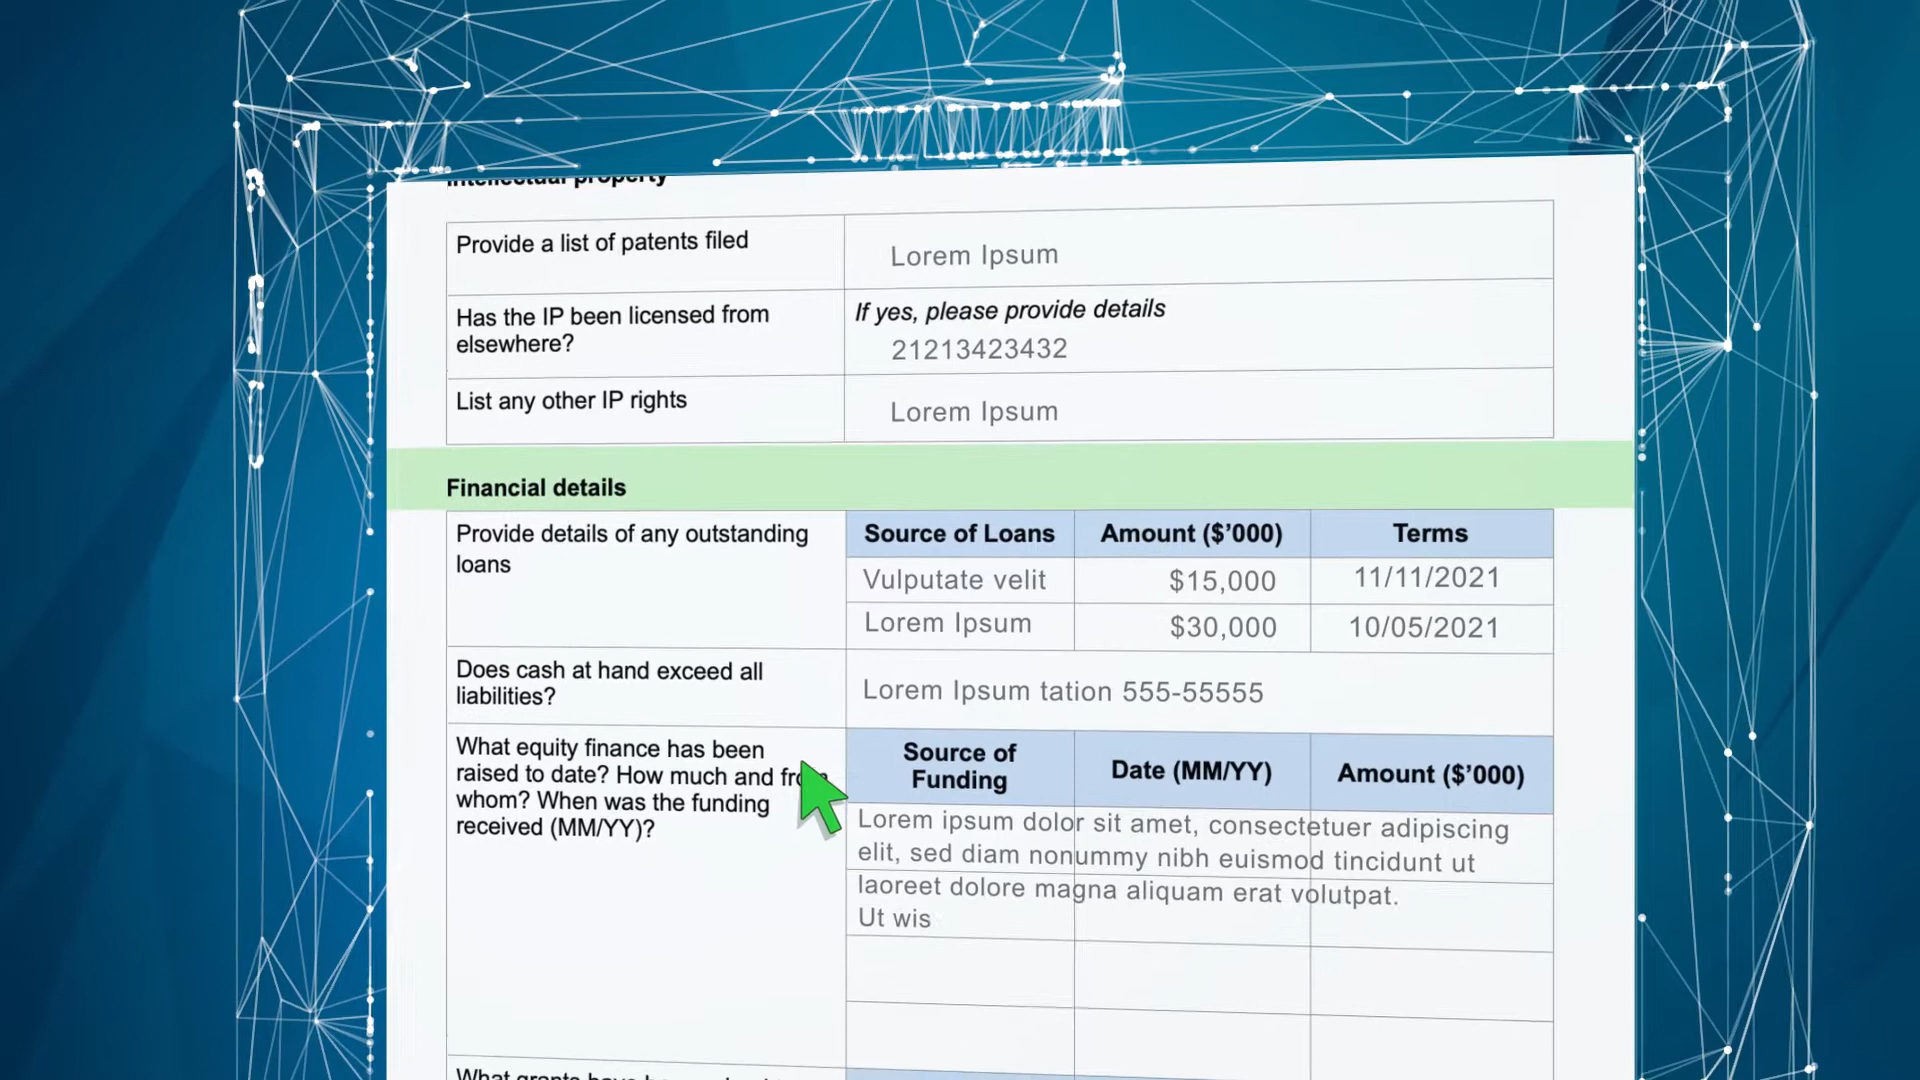 Intellectual property
Provide a list of patents filed
Lorem Ipsum
Has the IP been licensed from
elsewhere?
If yes, please provide details
21213423432
List any other IP rights
Lorem Ipsum
Financial details
Provide details of any outstanding
loans
Source of Loans
Amount ($’000)
Terms
Vulputate velit
$15,000
11/11/2021
Lorem Ipsum
$30,000
10/05/2021
Does cash at hand exceed all
liabilities?
Lorem Ipsum tation 555-55555
What equity finance has been
raised to date? How much and from
whom? When was the funding
received (MM/YY)?
Source of
Funding
Date (MM/YY)
Amount ($’000)
Lorem ipsum dolor sit amet, consectetuer adipiscing
elit, sed diam nonummy nibh euismod tincidunt ut
laoreet dolore magna aliquam erat volutpat.
Ut wis
What grants have